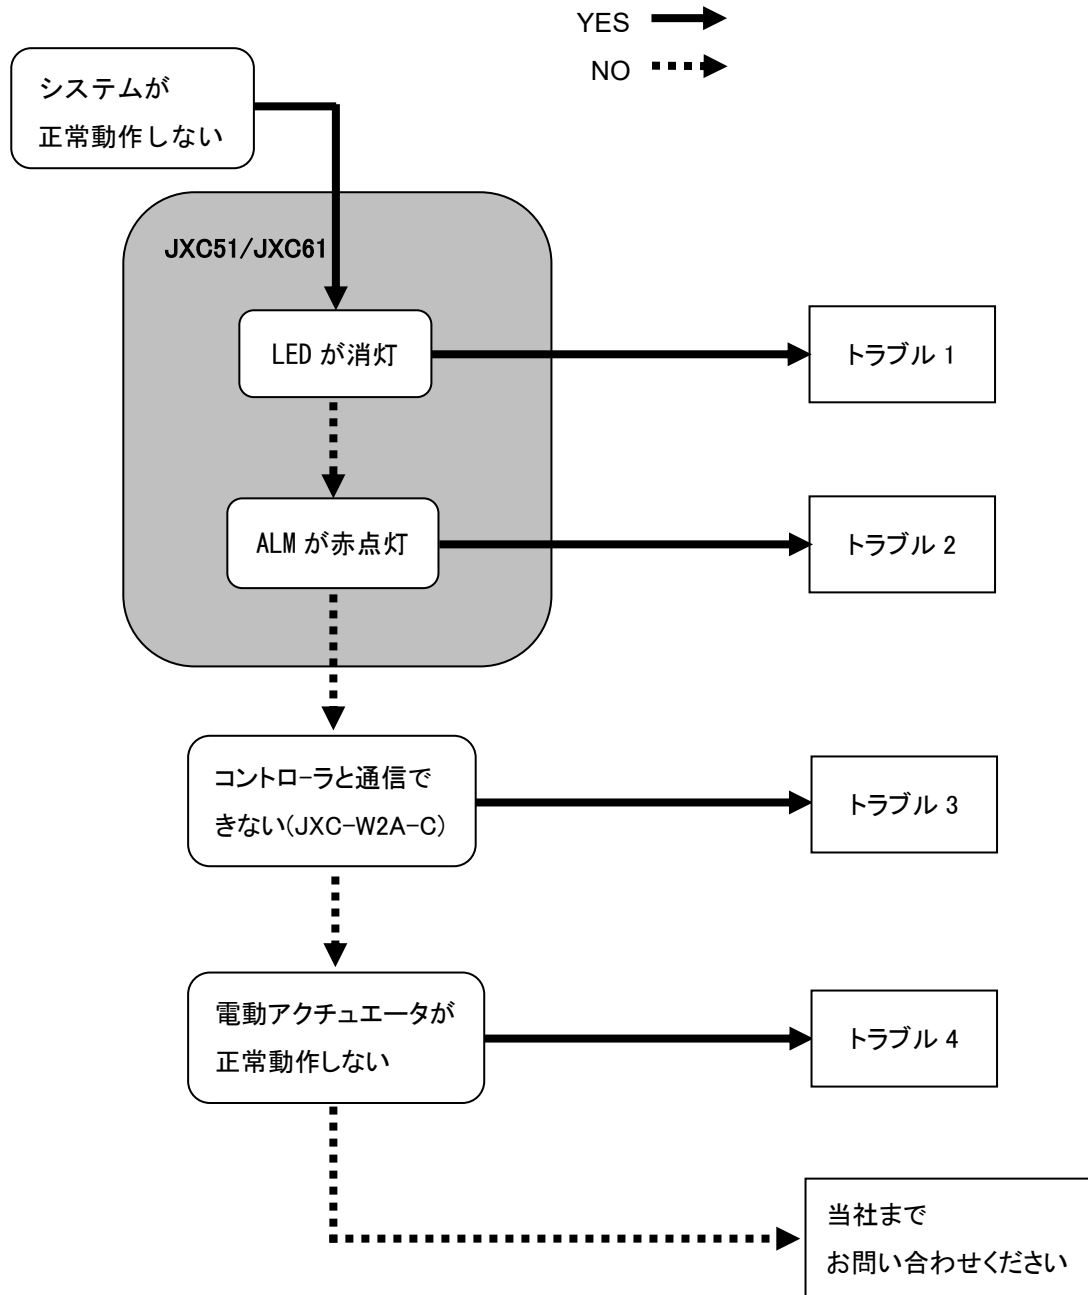 YES
NO
システムが
正常動作しない
JXC51/JXC61
LED が消灯
トラブル 1
ALM が赤点灯
トラブル 2
コントロ-ラと通信で
きない(JXC-W2A-C)
トラブル 3
電動アクチュエータが
正常動作しない
トラブル 4
当社まで
お問い合わせください